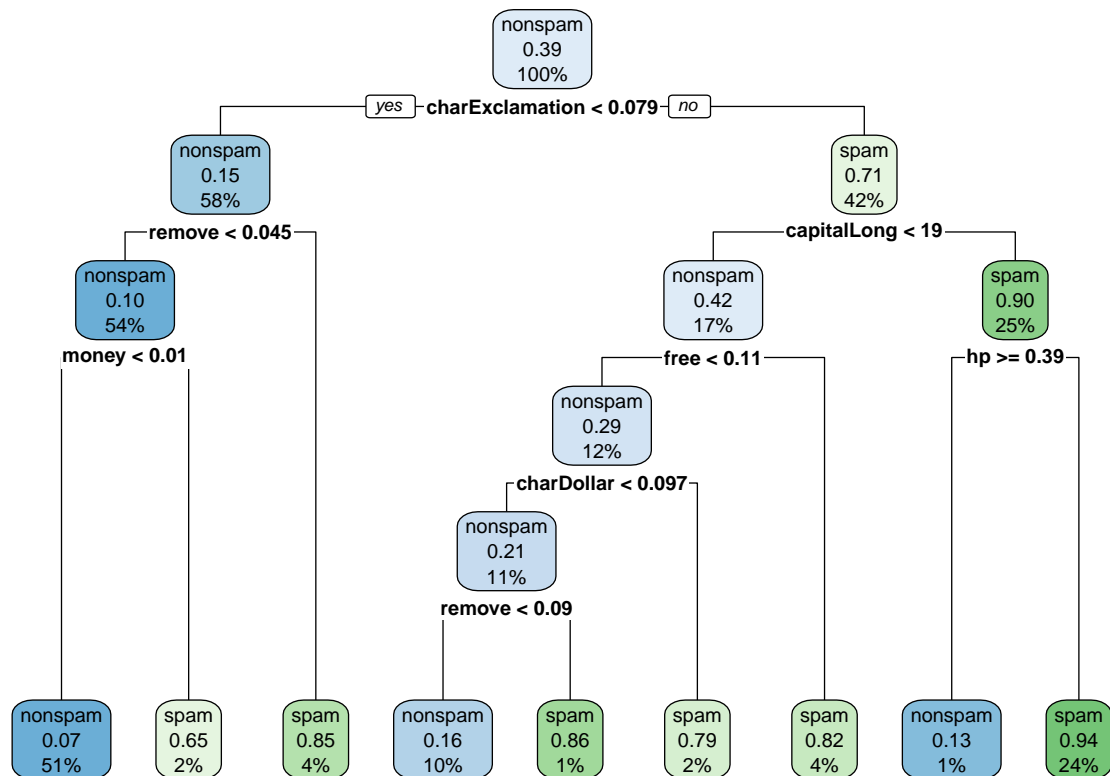 nonspam
0.39
100%
yes charExclamation < 0.079 no
nonspam
0.15
58%
spam
0.71
42%
remove < 0.045
capitalLong < 19
nonspam
0.10
54%
nonspam
0.42
17%
spam
0.90
25%
money < 0.01
free < 0.11
hp >= 0.39
nonspam
0.29
12%
charDollar < 0.097
nonspam
0.21
11%
remove < 0.09
nonspam
0.07
51%
spam
0.65
2%
spam
0.85
4%
nonspam
0.16
10%
spam
0.86
1%
spam
0.79
2%
spam
0.82
4%
nonspam
0.13
1%
spam
0.94
24%